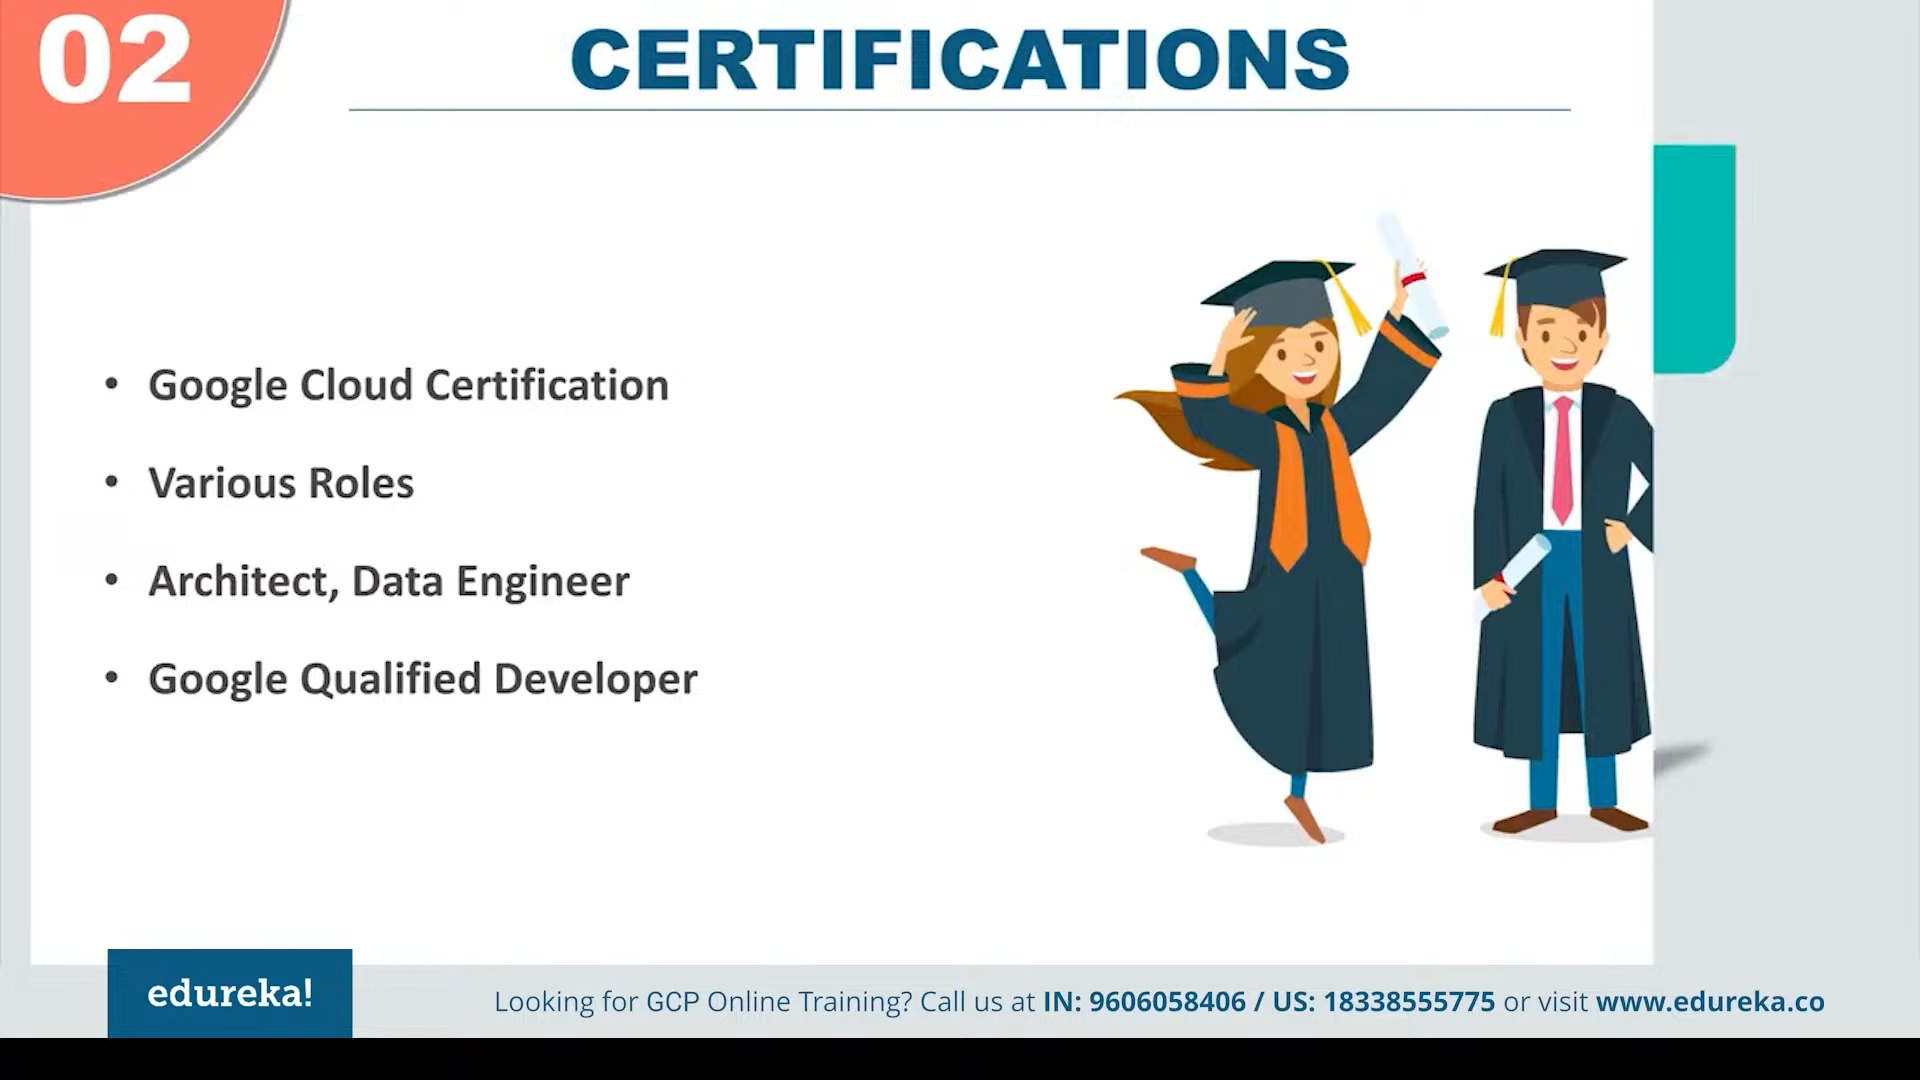 02
CERTIFICATIONS
• Google Cloud Certification
• Various Roles
• Architect, Data Engineer
• Google Qualified Developer
edureka!
Looking for GCP Online Training? Call us at IN: 9606058406 / US: 18338555775 or visit www.edureka.co